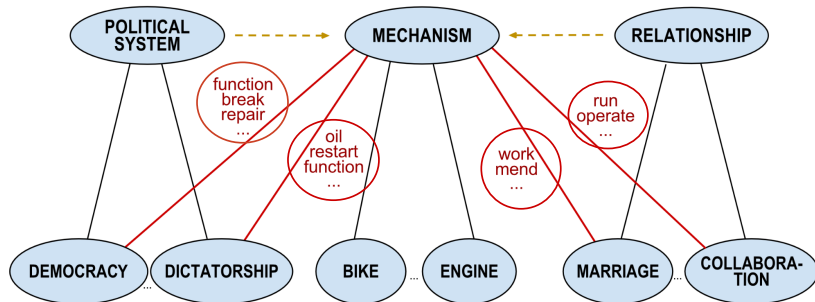 POLITICAL
SYSTEM
MECHANISM
RELATIONSHIP
function
break
repair
...
oil
restart
function
...
work
mend
...
run
operate
...
DEMOCRACY
...
DICTATORSHIP
BIKE
...
ENGINE
MARRIAGE
...
COLLABORA-
TION